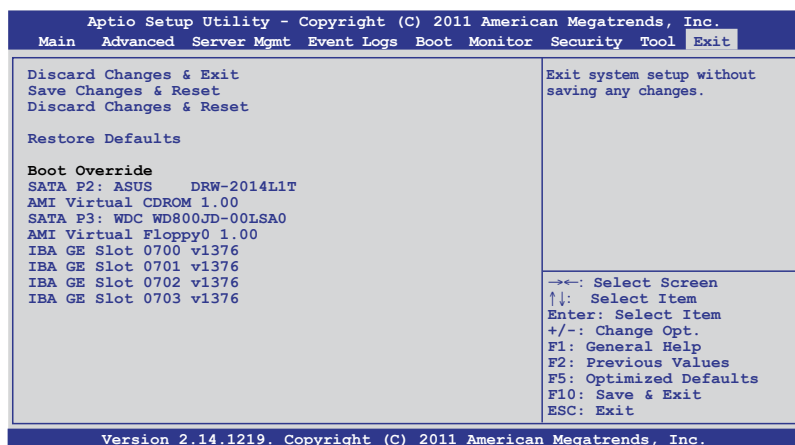 Aptio Setup Utility - Copyright (C) 2011 American Megatrends, Inc.
Main Advanced Server Mgmt Event Logs Boot Monitor Security Tool Exit
Discard Changes & Exit
Save Changes & Reset
Discard Changes & Reset
Restore Defaults
Boot Override
SATA P2: ASUS DRW-2014L1T
AMI Virtual CDROM 1.00
SATA P3: WDC WD800JD-00LSA0
AMI Virtual Floppy0 1.00
IBA GE Slot 0700 v1376
IBA GE Slot 0701 v1376
IBA GE Slot 0702 v1376
IBA GE Slot 0703 v1376
Exit system setup without
saving any changes.
→←: Select Screen
↑↓: Select Item
Enter: Select Item
+/-: Change Opt.
F1: General Help
F2: Previous Values
F5: Optimized Defaults
F10: Save & Exit
ESC: Exit
Version 2.14.1219. Copyright (C) 2011 American Megatrends, Inc.